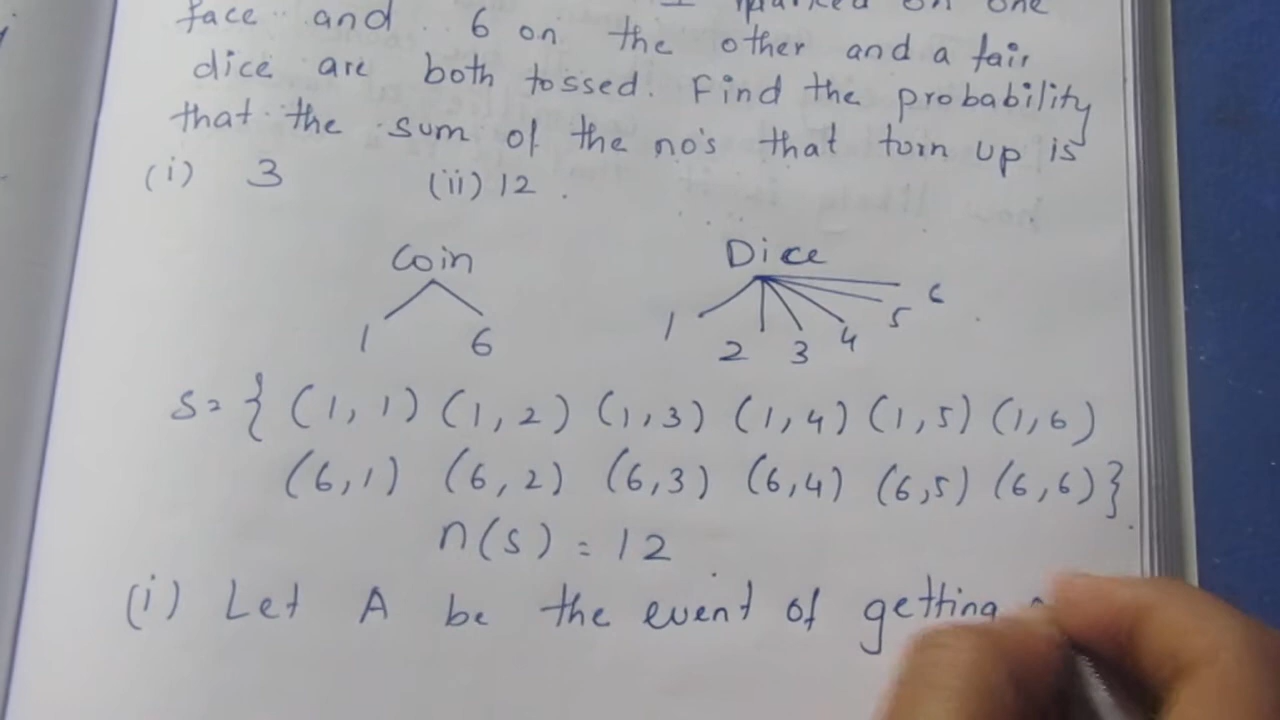 marked on one
face and 6 on the other and a fair
dice are both tossed. Find the probability
that the sum of the no's that turn up is
(i) 3 (ii) 12.
Coin Dice
1 6 1 2 3 4 5 6
S = { (1, 1) (1, 2) (1, 3) (1, 4) (1, 5) (1, 6)
(6, 1) (6, 2) (6, 3) (6, 4) (6, 5) (6, 6) }
n(s) = 12
(i) Let A be the event of getting